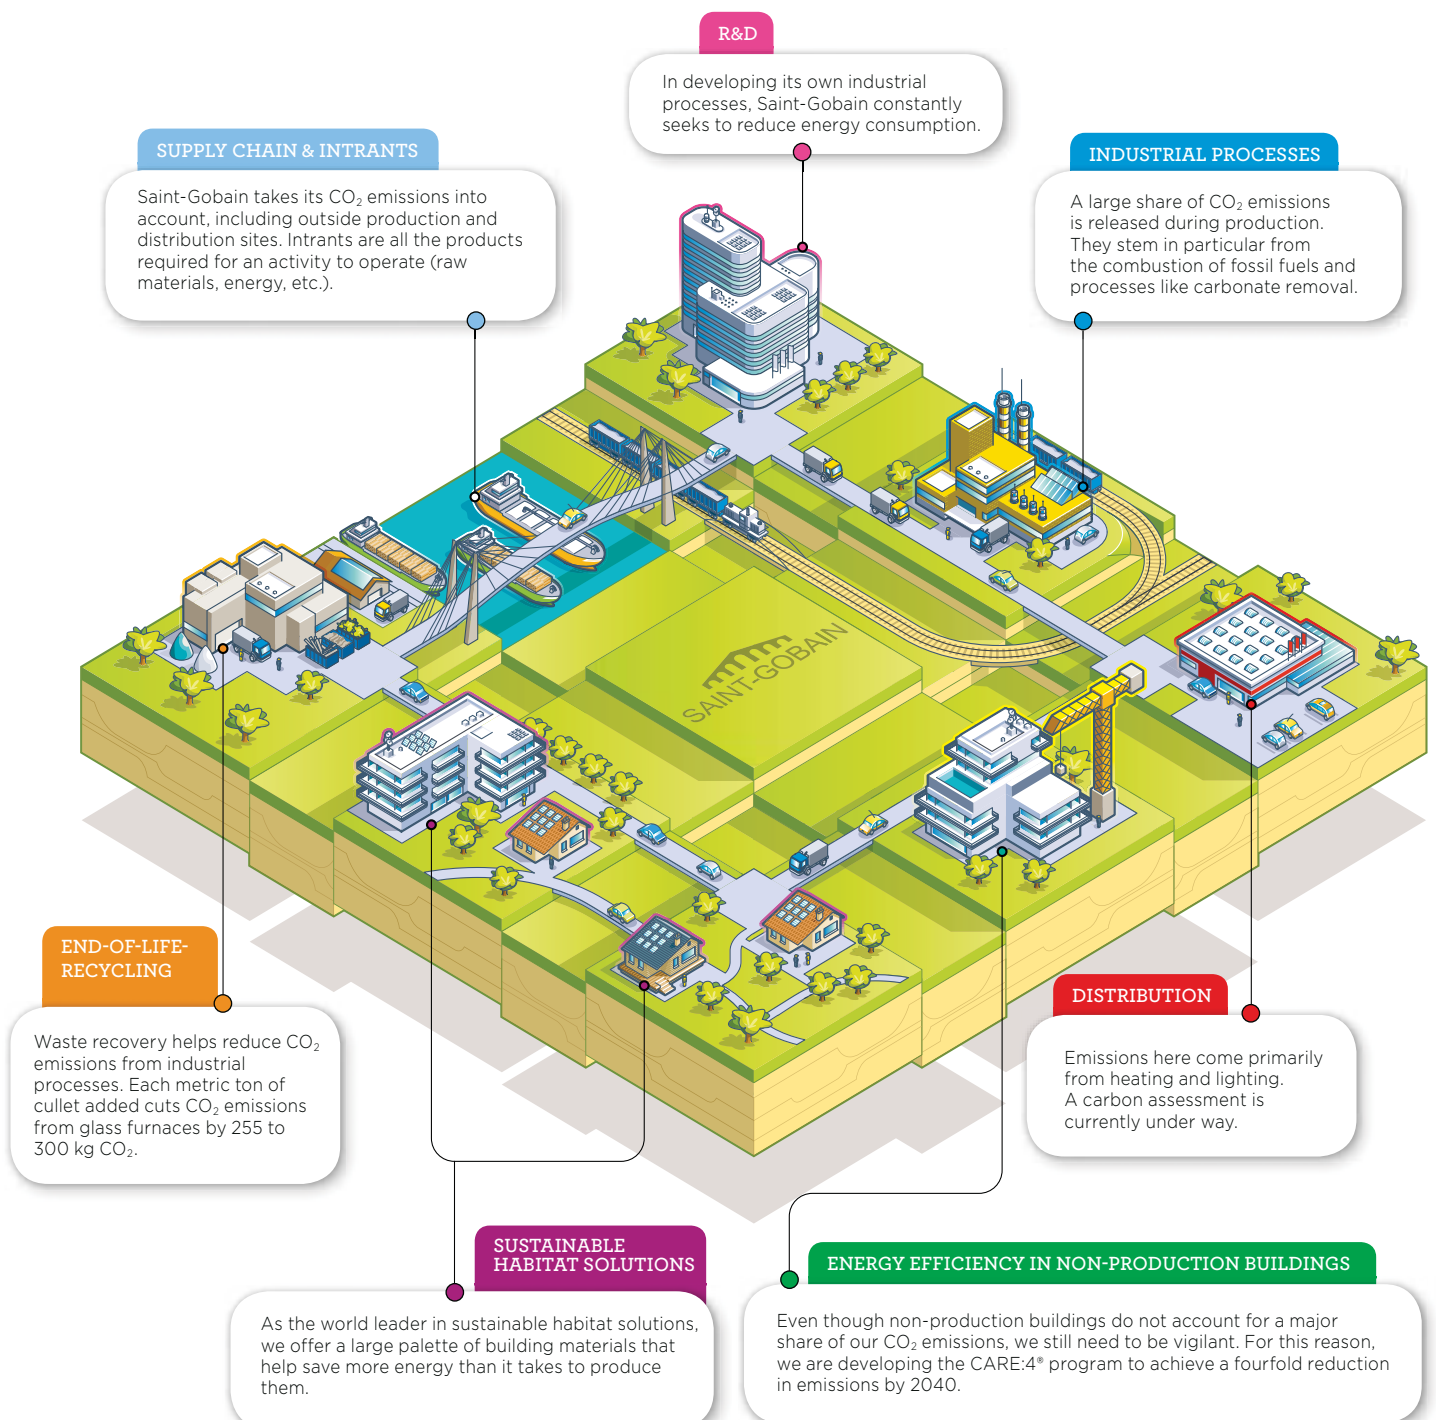 R&D
In developing its own industrial
processes, Saint-Gobain constantly
seeks to reduce energy consumption.
SUPPLY CHAIN & INTRANTS
Saint-Gobain takes its CO₂ emissions into
account, including outside production and
distribution sites. Intrants are all the products
required for an activity to operate (raw
materials, energy, etc.).
INDUSTRIAL PROCESSES
A large share of CO₂ emissions
is released during production.
They stem in particular from
the combustion of fossil fuels and
processes like carbonate removal.
SAINT-GOBAIN
END-OF-LIFE-
RECYCLING
Waste recovery helps reduce CO₂
emissions from industrial
processes. Each metric ton of
cullet added cuts CO₂ emissions
from glass furnaces by 255 to
300 kg CO₂.
DISTRIBUTION
Emissions here come primarily
from heating and lighting.
A carbon assessment is
currently under way.
SUSTAINABLE
HABITAT SOLUTIONS
As the world leader in sustainable habitat solutions,
we offer a large palette of building materials that
help save more energy than it takes to produce
them.
ENERGY EFFICIENCY IN NON-PRODUCTION BUILDINGS
Even though non-production buildings do not account for a major
share of our CO₂ emissions, we still need to be vigilant. For this reason,
we are developing the CARE:4® program to achieve a fourfold reduction
in emissions by 2040.